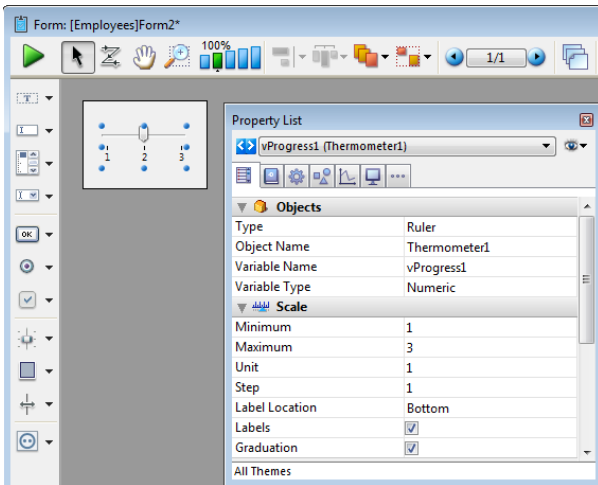 Form: [Employees]Form2*
100%
1/1
T
I
I
OK
1 2 3
Property List
vProgress1 (Thermometer1)
Objects
Type Ruler
Object Name Thermometer1
Variable Name vProgress1
Variable Type Numeric
Scale
Minimum 1
Maximum 3
Unit 1
Step 1
Label Location Bottom
Labels
Graduation
All Themes